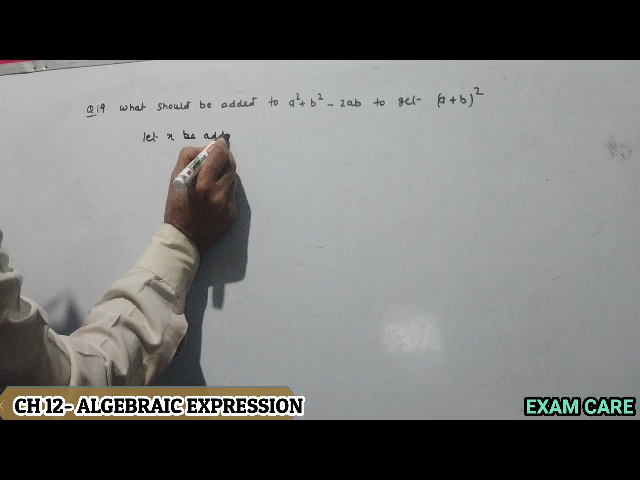 Q19 What should be added to a² + b² - 2ab to get (a + b)²
let x be adde
CH 12- ALGEBRAIC EXPRESSION
EXAM CARE